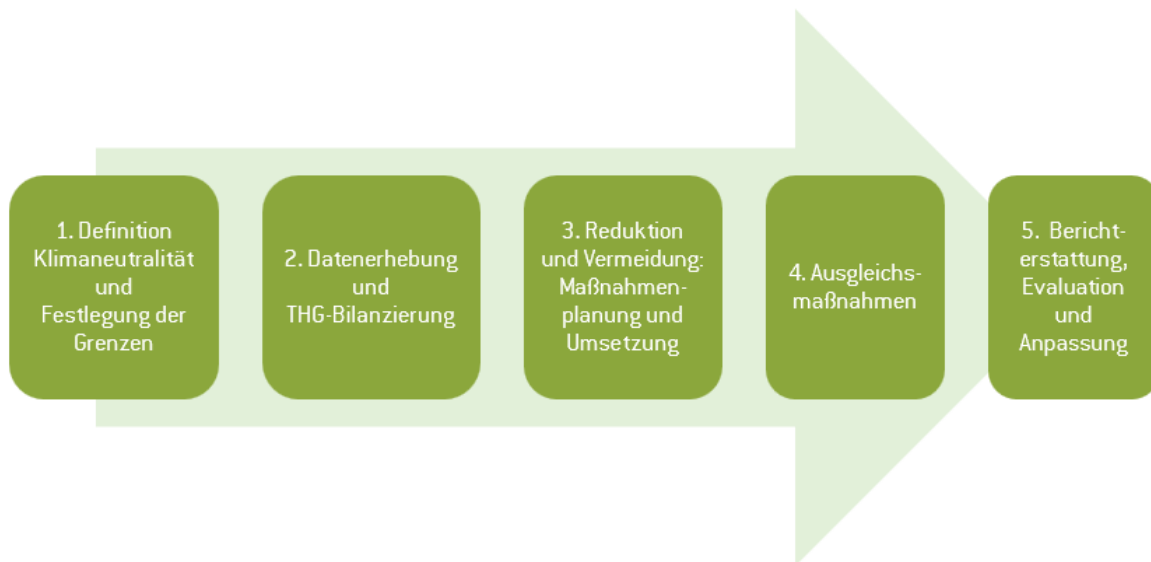 1. Definition
Klimaneutralität
und
Festlegung der
Grenzen
2. Datenerhebung
und
THG-Bilanzierung
3. Reduktion
und Vermeidung:
Maßnahmen-
planung und
Umsetzung
4. Ausgleichs-
maßnahmen
5. Bericht-
erstattung,
Evaluation
und
Anpassung